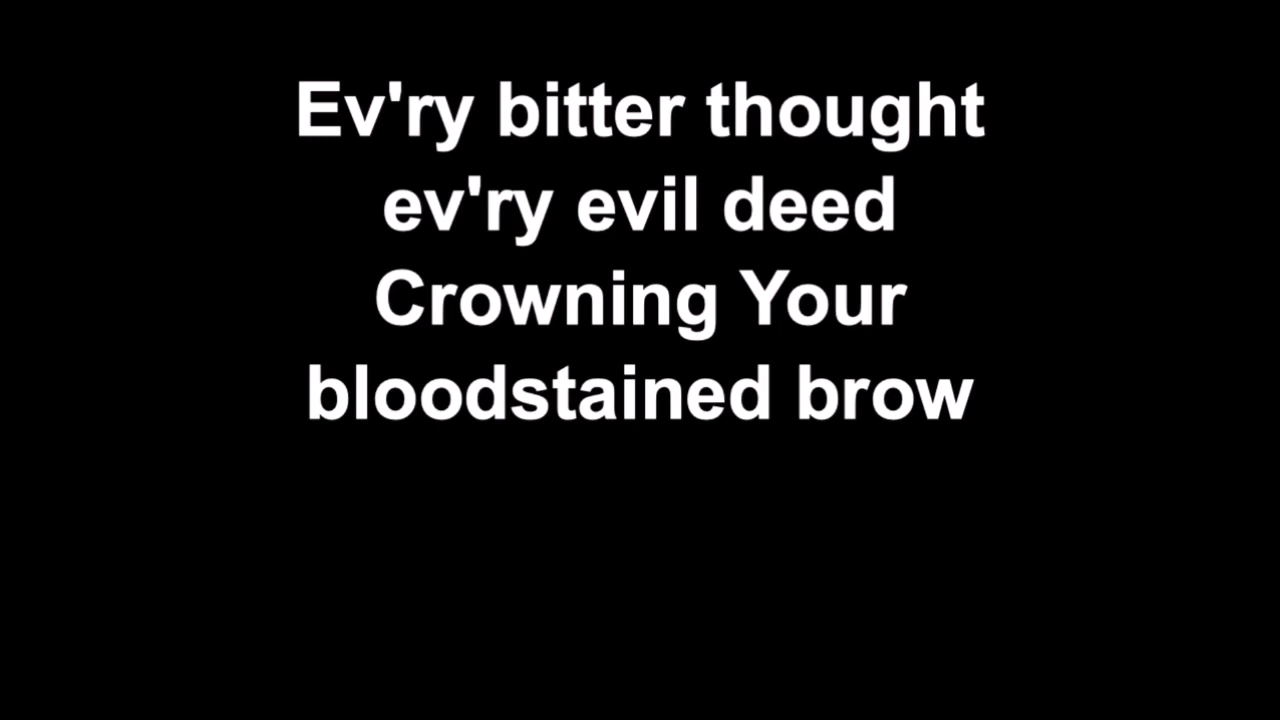 Ev'ry bitter thought
ev'ry evil deed
Crowning Your
bloodstained brow